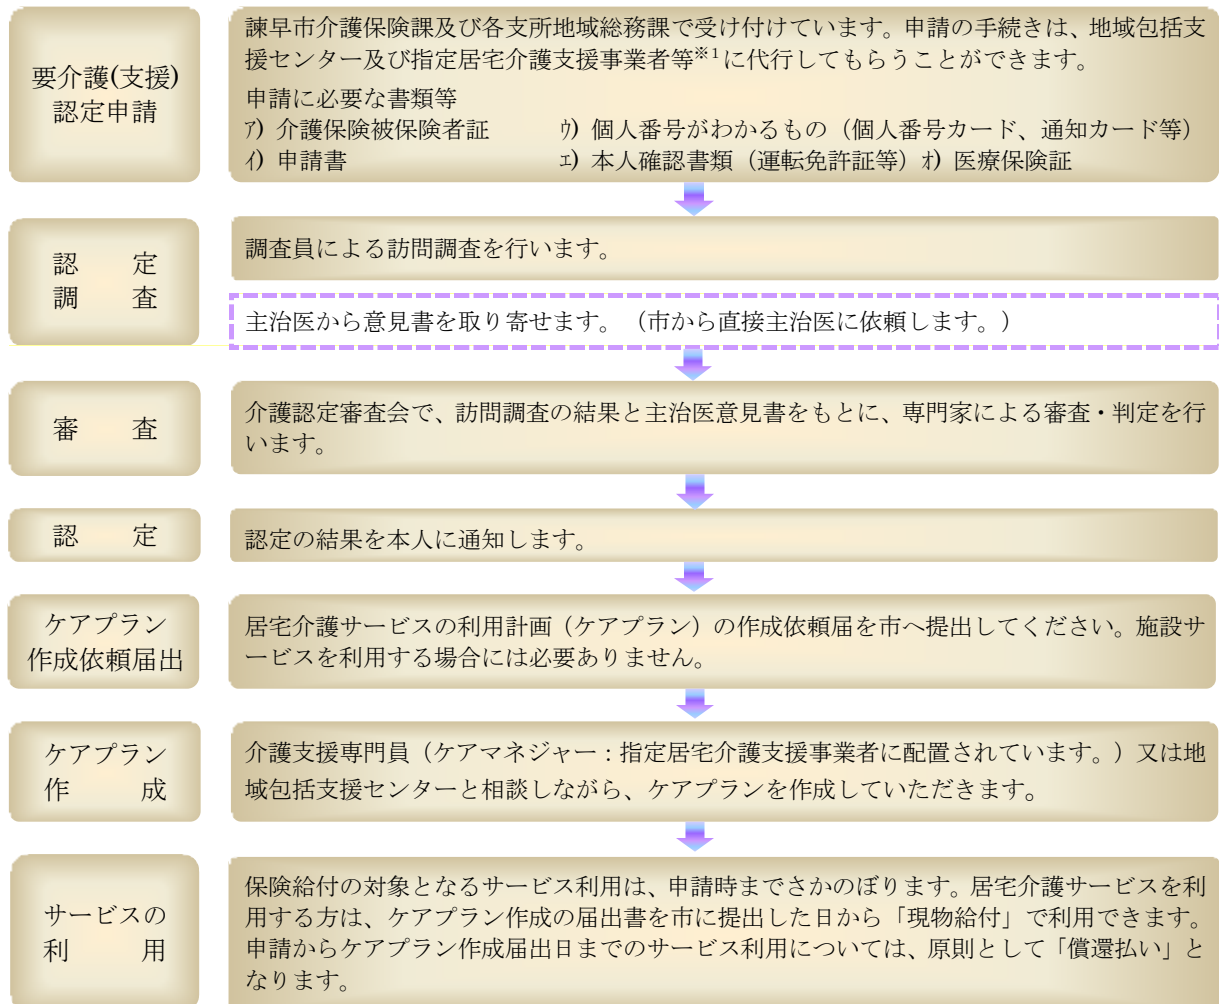 要介護(支援)
認定申請
諫早市介護保険課及び各支所地域総務課で受け付けています。申請の手続きは、地域包括支
援センター及び指定居宅介護支援事業者等※1に代行してもらうことができます。
申請に必要な書類等
ｱ) 介護保険被保険者証　ｳ) 個人番号がわかるもの（個人番号カード、通知カード等）
ｲ) 申請書　ｴ) 本人確認書類（運転免許証等）ｵ) 医療保険証
認　定
調　査
調査員による訪問調査を行います。
主治医から意見書を取り寄せます。（市から直接主治医に依頼します。）
審　査
介護認定審査会で、訪問調査の結果と主治医意見書をもとに、専門家による審査・判定を行
います。
認　定
認定の結果を本人に通知します。
ケアプラン
作成依頼届出
居宅介護サービスの利用計画（ケアプラン）の作成依頼届を市へ提出してください。施設サ
ービスを利用する場合には必要ありません。
ケアプラン
作　成
介護支援専門員（ケアマネジャー：指定居宅介護支援事業者に配置されています。）又は地
域包括支援センターと相談しながら、ケアプランを作成していただきます。
サービスの
利　用
保険給付の対象となるサービス利用は、申請時までさかのぼります。居宅介護サービスを利
用する方は、ケアプラン作成の届出書を市に提出した日から「現物給付」で利用できます。
申請からケアプラン作成届出日までのサービス利用については、原則として「償還払い」と
なります。